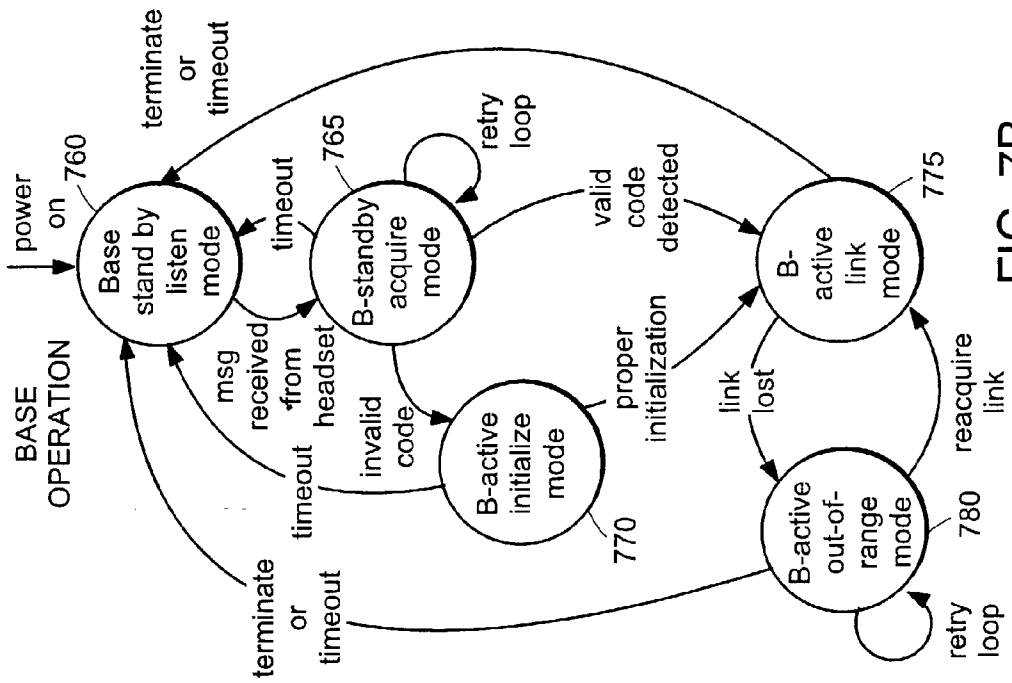 BASE
OPERATION
power
on
760
Base
stand by
listen
mode
terminate
or
timeout
timeout
765
B-standby
acquire
mode
retry
loop
msg
received
from
headset
invalid
code
timeout
terminate
or
timeout
B-active
initialize
mode
770
proper
initialization
valid
code
detected
B-
active
link
mode
775
link
lost
reacquire
link
B-active
out-of-
range
mode
780
retry
loop